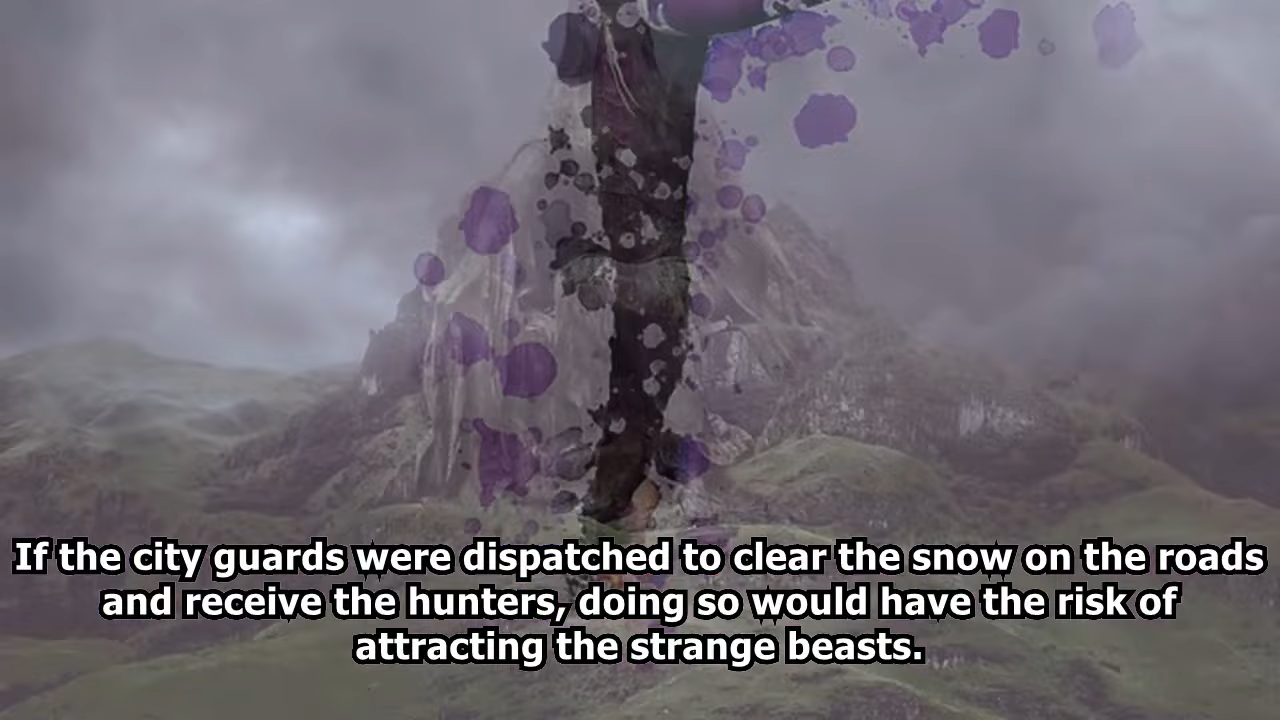 If the city guards were dispatched to clear the snow on the roads
and receive the hunters, doing so would have the risk of
attracting the strange beasts.